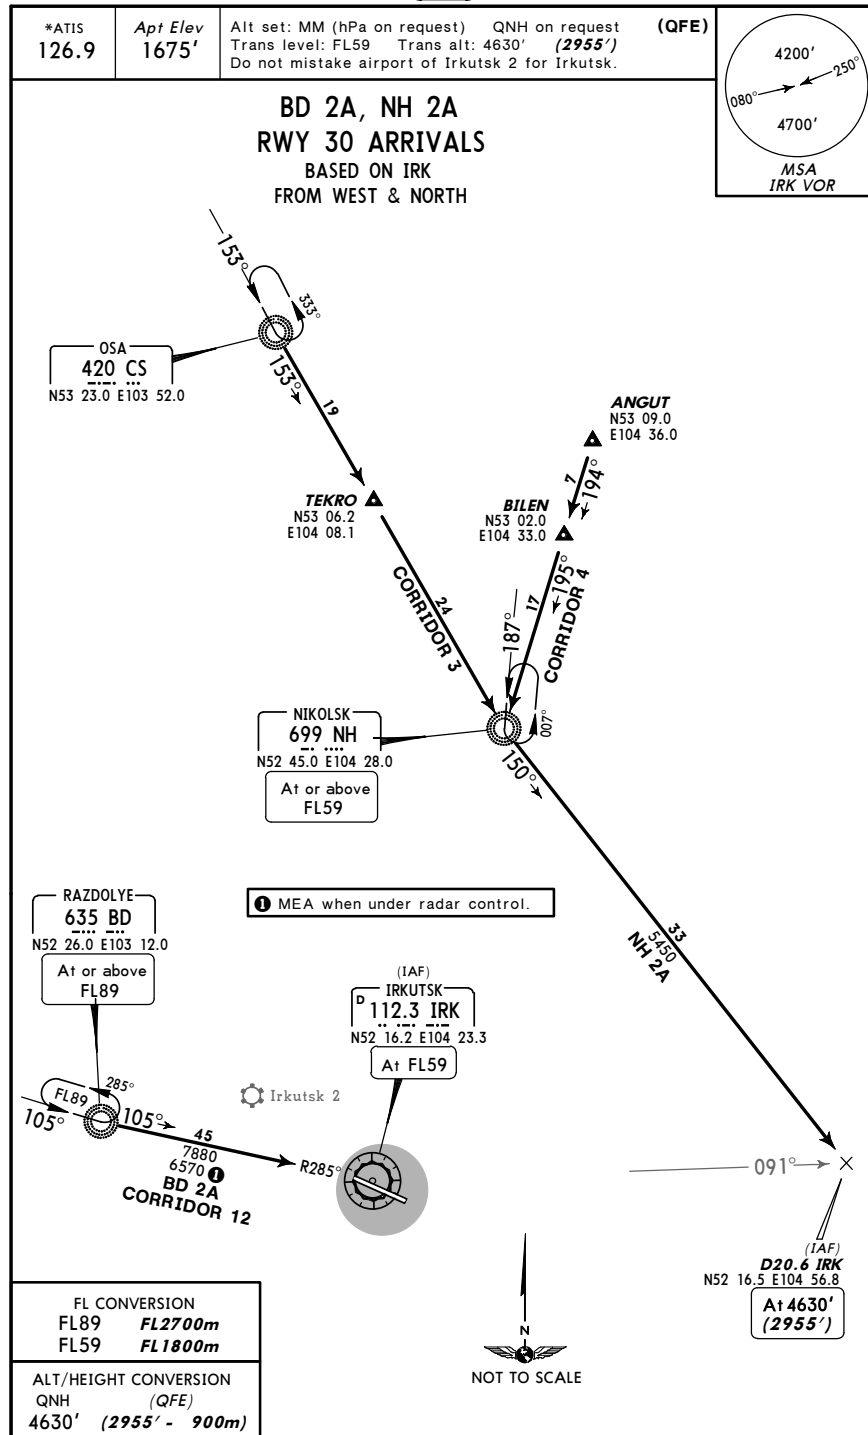 *ATIS
126.9
Apt Elev
1675'
Alt set: MM (hPa on request) QNH on request (QFE)
Trans level: FL59 Trans alt: 4630' (2955')
Do not mistake airport of Irkutsk 2 for Irkutsk.
4200'
250°
080°
4700'
MSA
IRK VOR
BD 2A, NH 2A
RWY 30 ARRIVALS
BASED ON IRK
FROM WEST & NORTH
153°
333°
OSA
420 CS
N53 23.0 E103 52.0
153°
19
ANGUT
N53 09.0
E104 36.0
7
194°
TEKRO
N53 06.2
E104 08.1
BILEN
N53 02.0
E104 33.0
195°
17
CORRIDOR 4
24
CORRIDOR 3
187°
007°
NIKOLSK
699 NH
N52 45.0 E104 28.0
At or above
FL59
150°
33
5450
NH 2A
1 MEA when under radar control.
RAZDOLYE
635 BD
N52 26.0 E103 12.0
At or above
FL89
(IAF)
IRKUTSK
D 112.3 IRK
N52 16.2 E104 23.3
At FL59
FL89
285°
105°
105°
Irkutsk 2
45
7880
6570 1
BD 2A
CORRIDOR 12
R285°
091°
(IAF)
D20.6 IRK
N52 16.5 E104 56.8
At 4630'
(2955')
N
NOT TO SCALE
FL CONVERSION
FL89 FL2700m
FL59 FL1800m
ALT/HEIGHT CONVERSION
QNH (QFE)
4630' (2955' - 900m)